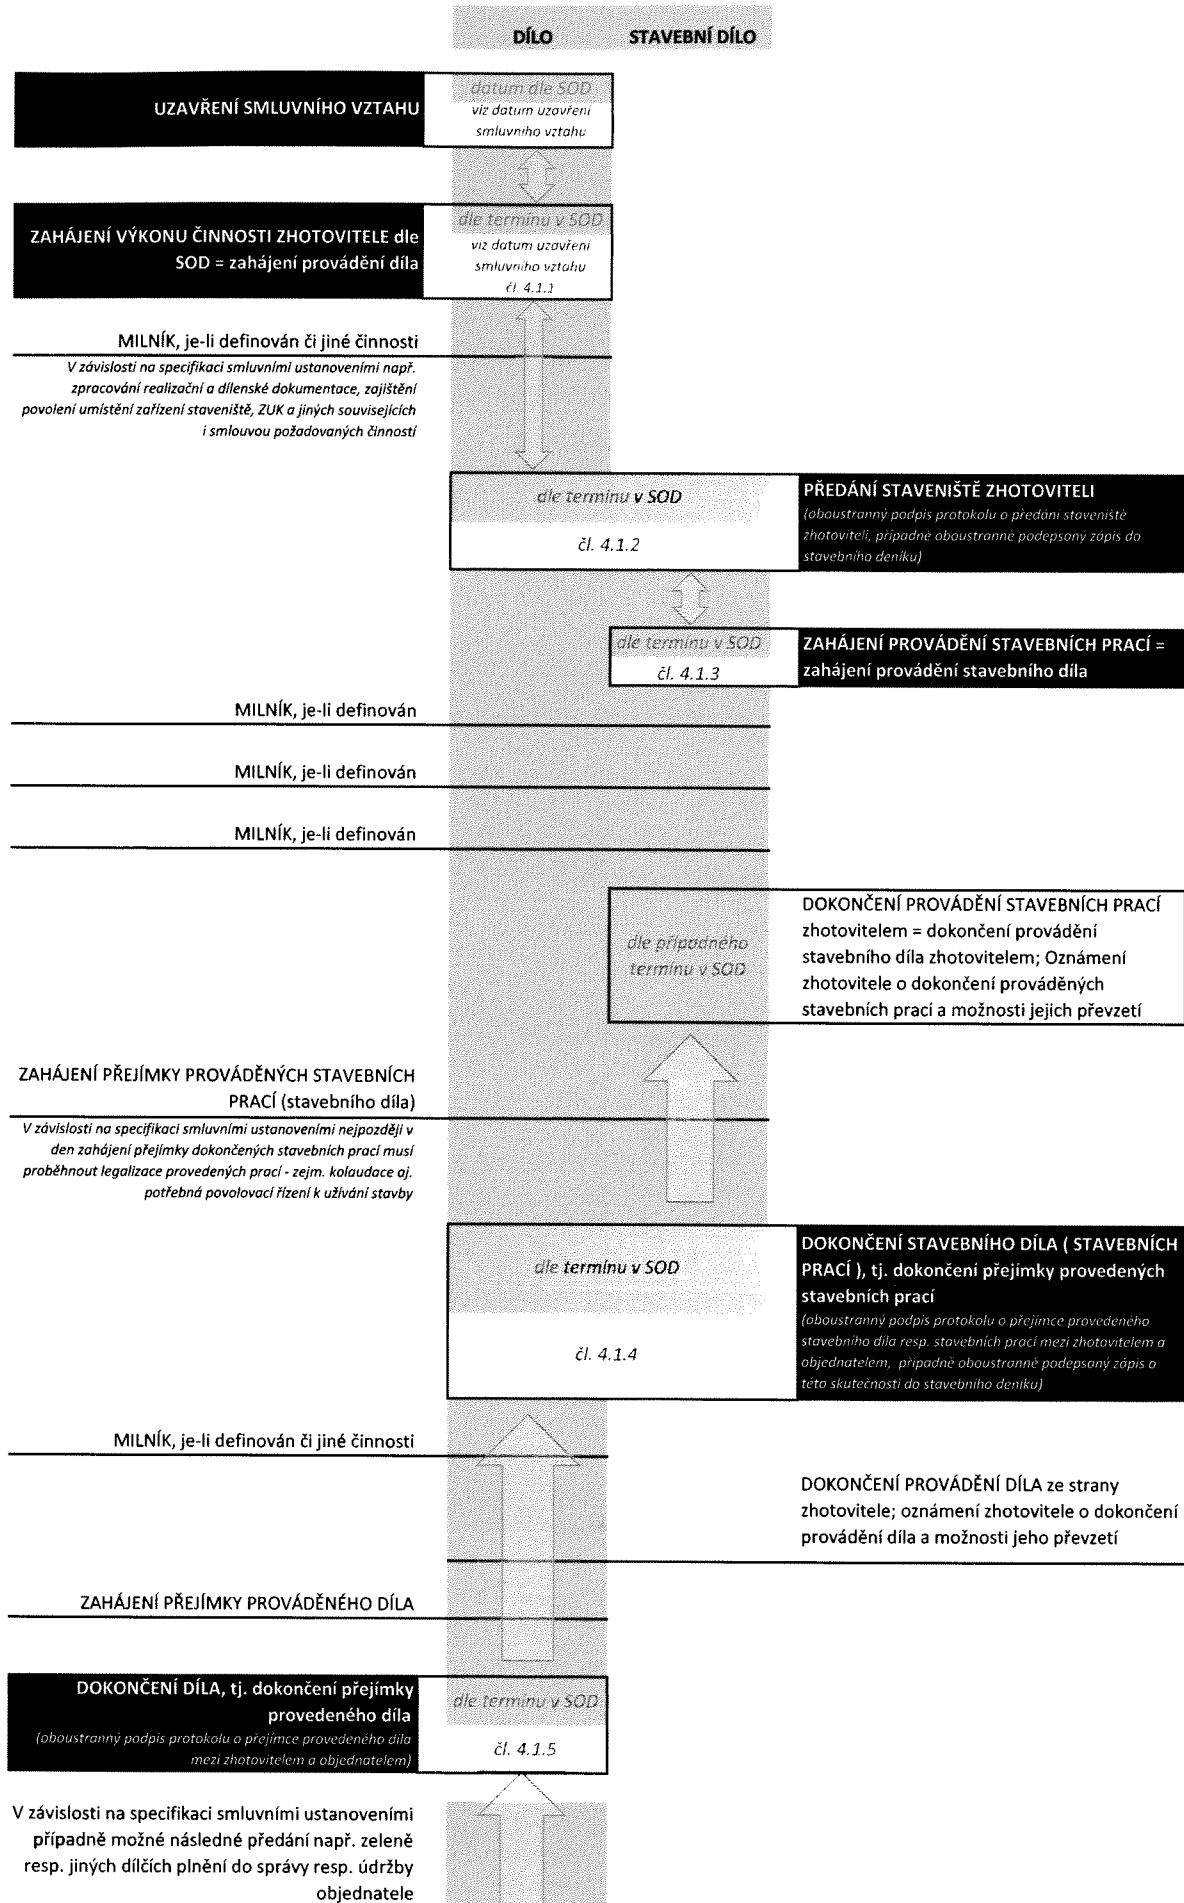 DÍLO
STAVEBNÍ DÍLO
UZAVŘENÍ SMLUVNÍHO VZTAHU
datum dle SOD
viz datum uzavření
smluvního vztahu
ZAHÁJENÍ VÝKONU ČINNOSTI ZHOTOVITELE dle
SOD = zahájení provádění díla
dle termínu v SOD
viz datum uzavření
smluvního vztahu
čl. 4.1.1
MILNÍK, je-li definován či jiné činnosti
V závislosti na specifikaci smluvními ustanoveními např.
zpracování realizační a dílenské dokumentace, zajištění
povolení umístění zařízení staveniště, ZUK a jiných souvisejících
i smlouvou požadovaných činností
dle termínu v SOD
čl. 4.1.2
PŘEDÁNÍ STAVENIŠTĚ ZHOTOVITELI
(oboustranný podpis protokolu o předání staveniště
zhotoviteli, případně oboustranně podepsaný zápis do
stavebního deníku)
dle termínu v SOD
čl. 4.1.3
ZAHÁJENÍ PROVÁDĚNÍ STAVEBNÍCH PRACÍ =
zahájení provádění stavebního díla
MILNÍK, je-li definován
MILNÍK, je-li definován
MILNÍK, je-li definován
dle případného
termínu v SOD
DOKONČENÍ PROVÁDĚNÍ STAVEBNÍCH PRACÍ
zhotovitelem = dokončení provádění
stavebního díla zhotovitelem; Oznámení
zhotovitele o dokončení prováděných
stavebních prací a možnosti jejich převzetí
ZAHÁJENÍ PŘEJÍMKY PROVÁDĚNÝCH STAVEBNÍCH
PRACÍ (stavebního díla)
V závislosti na specifikaci smluvními ustanoveními nejpozději v
den zahájení přejímky dokončených stavebních prací musí
proběhnout legalizace provedených prací - zejm. kolaudace aj.
potřebná povolovací řízení k užívání stavby
dle termínu v SOD
čl. 4.1.4
DOKONČENÍ STAVEBNÍHO DÍLA ( STAVEBNÍCH
PRACÍ ), tj. dokončení přejímky provedených
stavebních prací
(oboustranný podpis protokolu o přejímce provedeného
stavebního díla resp. stavebních prací mezi zhotovitelem a
objednatelem, případně oboustranně podepsaný zápis o
této skutečnosti do stavebního deníku)
MILNÍK, je-li definován či jiné činnosti
DOKONČENÍ PROVÁDĚNÍ DÍLA ze strany
zhotovitele; oznámení zhotovitele o dokončení
provádění díla a možnosti jeho převzetí
ZAHÁJENÍ PŘEJÍMKY PROVÁDĚNÉHO DÍLA
DOKONČENÍ DÍLA, tj. dokončení přejímky
provedeného díla
(oboustranný podpis protokolu o přejímce provedeného díla
mezi zhotovitelem a objednatelem)
dle termínu v SOD
čl. 4.1.5
V závislosti na specifikaci smluvními ustanoveními
případně možné následné předání např. zeleně
resp. jiných dílčích plnění do správy resp. údržby
objednatele